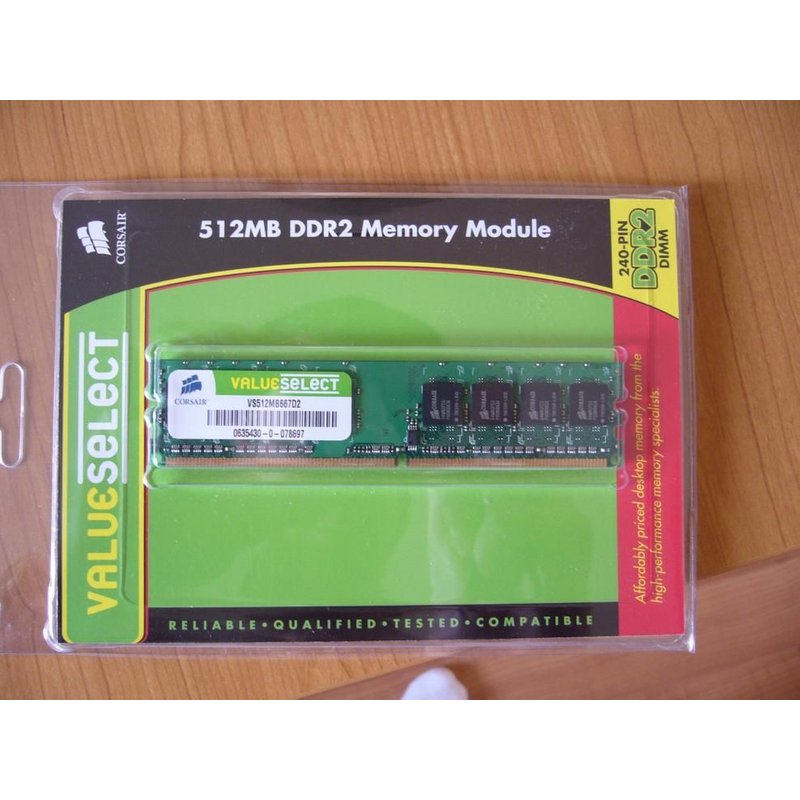 CORSAIR
512MB DDR2 Memory Module
240-PIN
DDR2
DIMM
VALUESELECT
VALUESELECT
CORSAIR
VS512MB667D2
0635430-0-078697
Affordably priced desktop memory from the
high-performance memory specialists.
RELIABLE•QUALIFIED•TESTED•COMPATIBLE